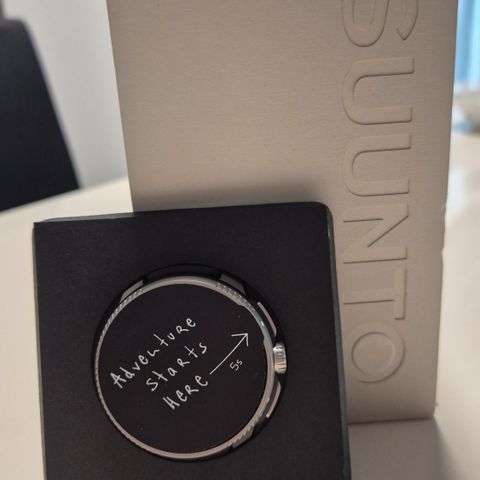 SUUNTO
Adventure
Starts
Here
5s